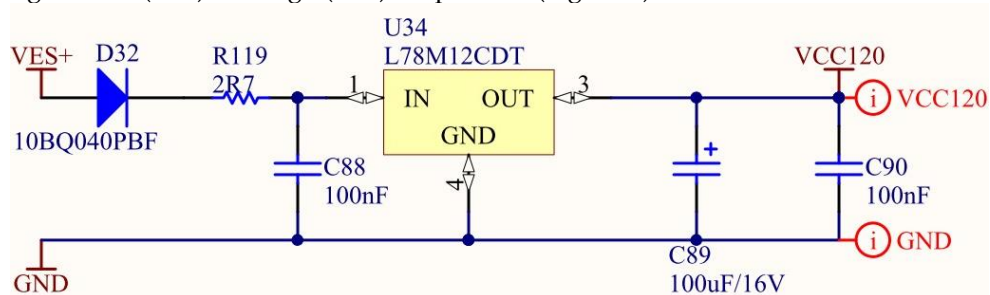 U34
VES+ D32 R119 L78M12CDT VCC120
2R7 1 IN OUT 3 VCC120
10BQ040PBF GND
C88 4 + C90
100nF 100nF
C89 GND
GND 100uF/16V